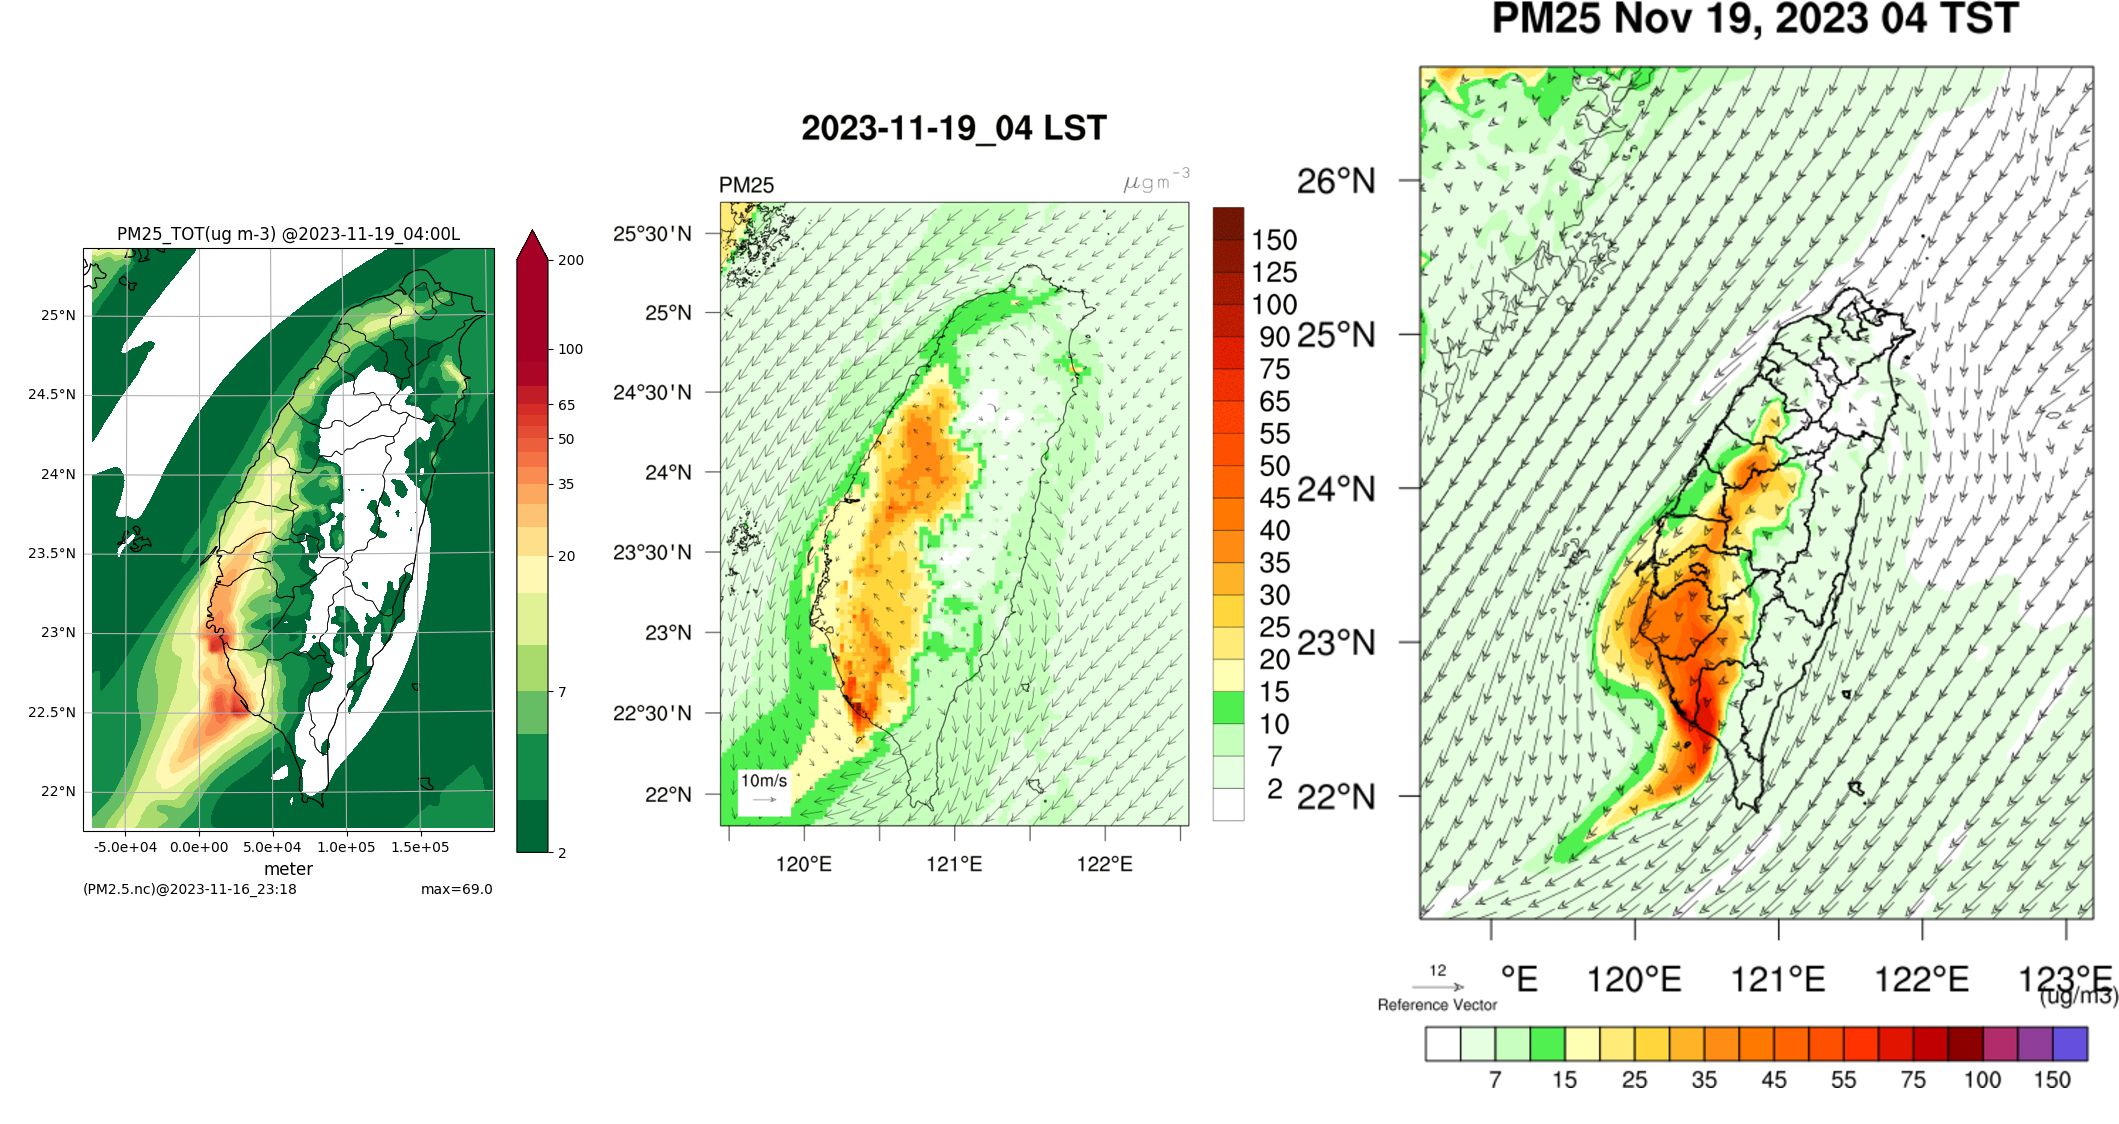 PM25_TOT(ug m-3) @2023-11-19_04:00L
25°N
24.5°N
24°N
23.5°N
23°N
22.5°N
22°N
-5.0e+04 0.0e+00 5.0e+04 1.0e+05 1.5e+05
meter
(PM2.5.nc)@2023-11-16_23:18 max=69.0
200
100
65
50
35
20
7
2
2023-11-19_04 LST
PM25 μgm⁻³
25°30'N
25°N
24°30'N
24°N
23°30'N
23°N
22°30'N
22°N
10m/s
120°E 121°E 122°E
150
125
100
90
75
65
55
50
45
40
35
30
25
20
15
10
7
2
PM25 Nov 19, 2023 04 TST
26°N
25°N
24°N
23°N
22°N
°E 120°E 121°E 122°E 123°E
12
Reference Vector
(ug/m3)
7 15 25 35 45 55 75 100 150